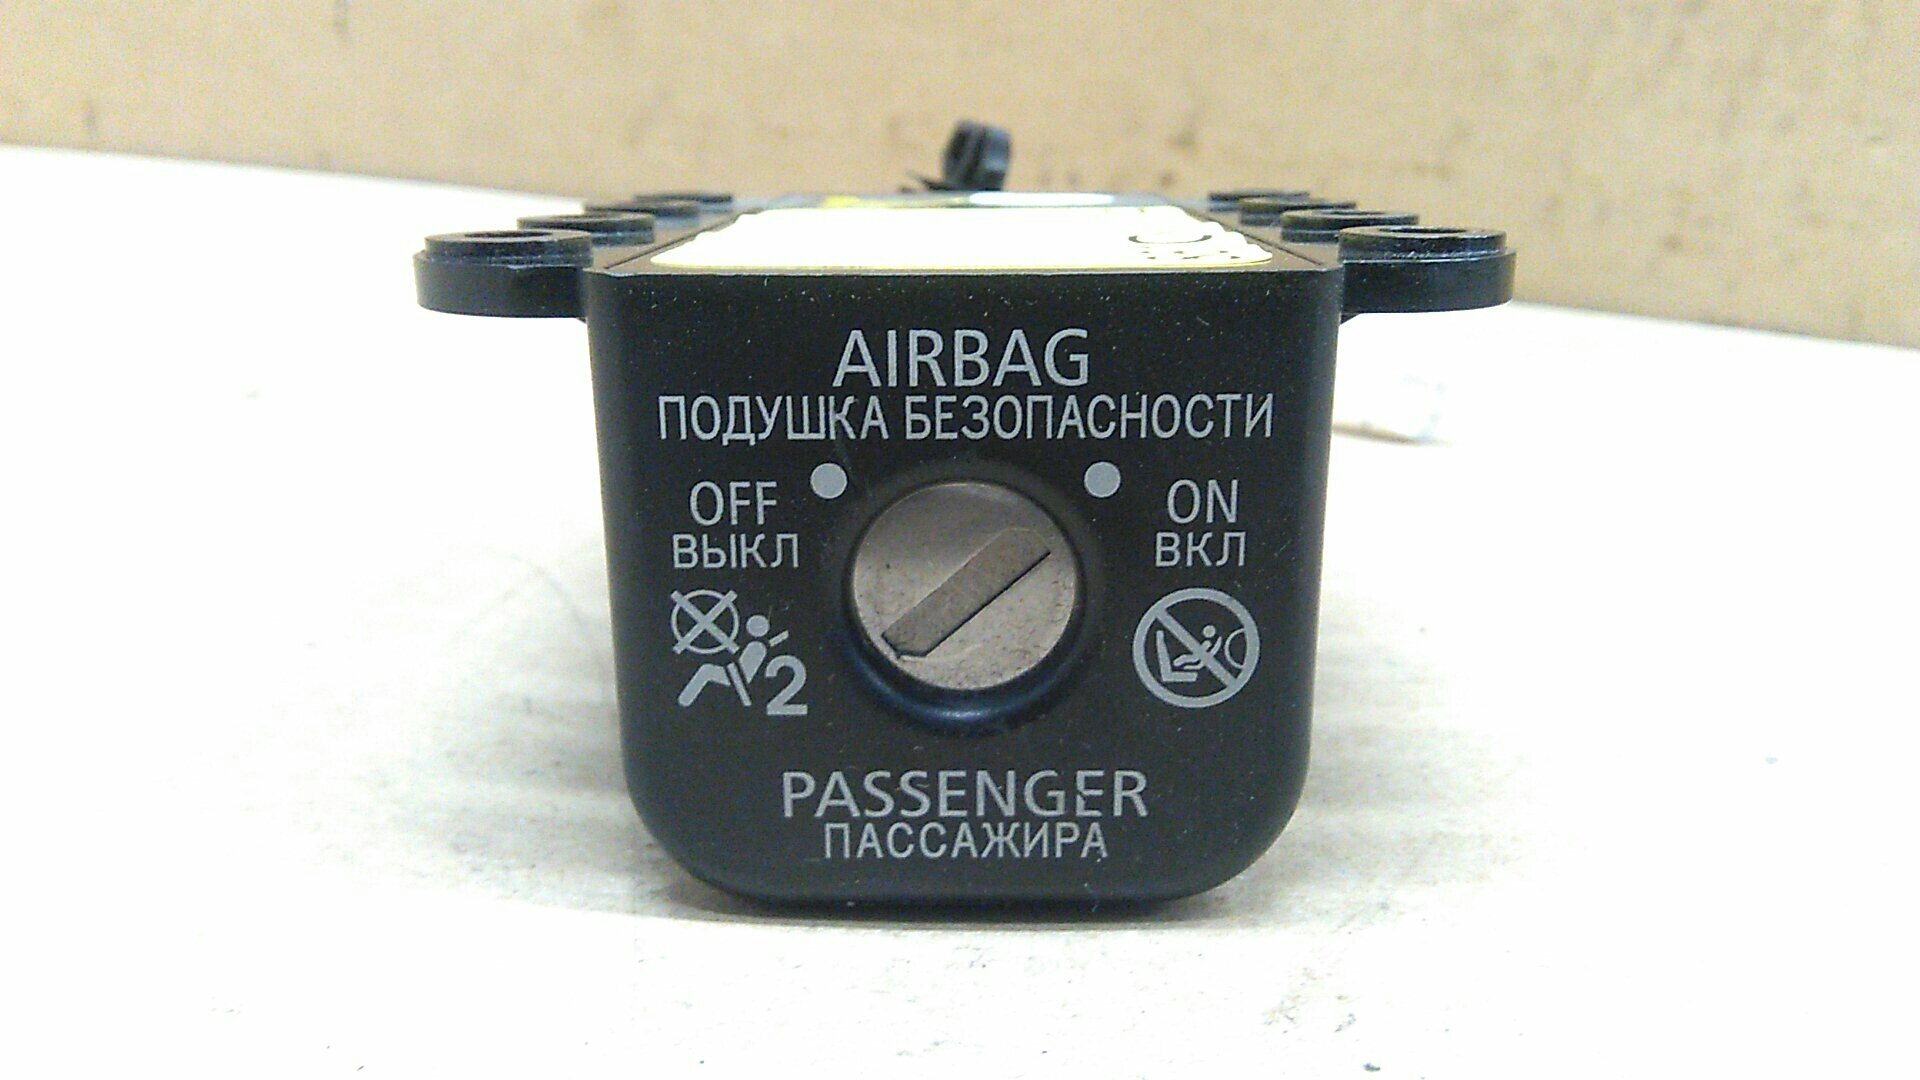 AIRBAG
ПОДУШКА БЕЗОПАСНОСТИ
OFF
ВЫКЛ
ON
ВКЛ
2
PASSENGER
ПАССАЖИРА